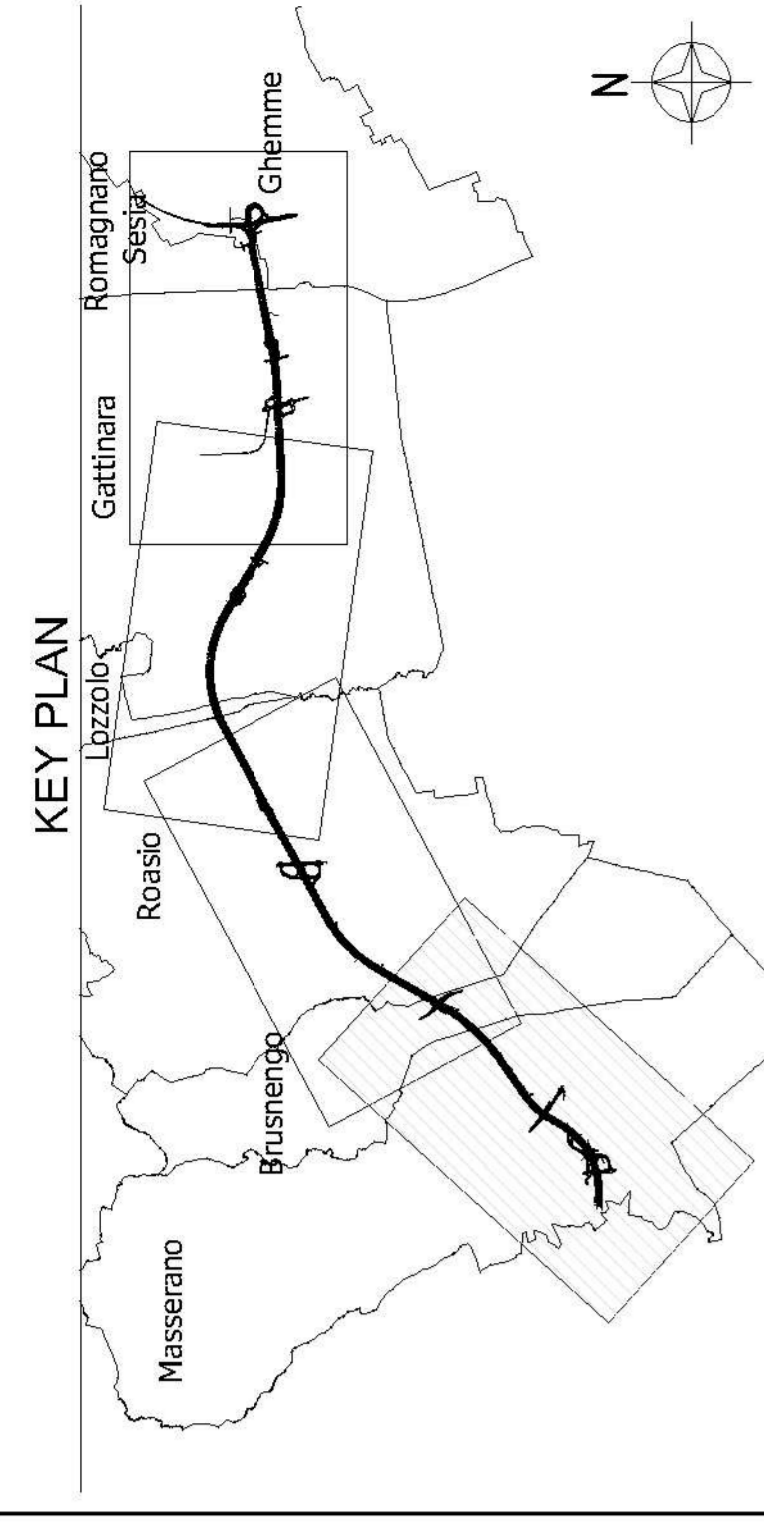 KEY PLAN
Masserano
Brusnengo
Roasio
Lozzolo
Gattinara
Romagnano
Sesia
Ghemme
N